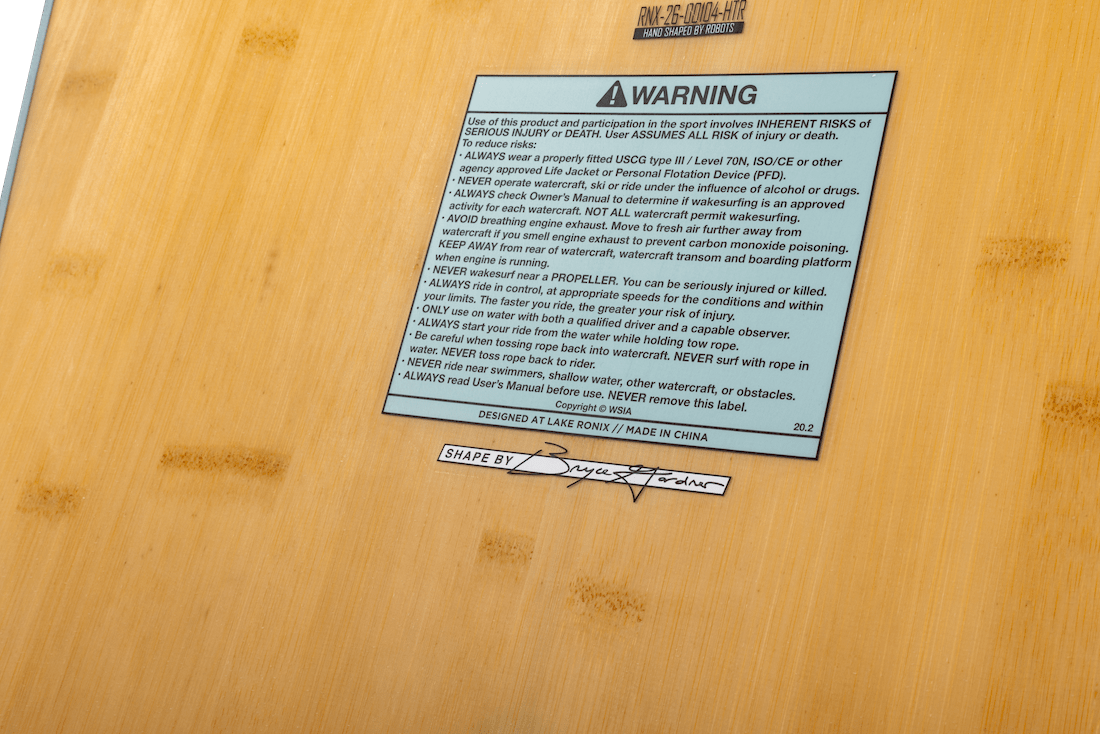 RNX-26-00104-HTR
HAND SHAPED BY ROBOTS
WARNING
Use of this product and participation in the sport involves INHERENT RISKS of
SERIOUS INJURY or DEATH. User ASSUMES ALL RISK of injury or death.
To reduce risks:
· ALWAYS wear a properly fitted USCG type III / Level 70N, ISO/CE or other
agency approved Life Jacket or Personal Flotation Device (PFD).
· NEVER operate watercraft, ski or ride under the influence of alcohol or drugs.
· ALWAYS check Owner's Manual to determine if wakesurfing is an approved
activity for each watercraft. NOT ALL watercraft permit wakesurfing.
· AVOID breathing engine exhaust. Move to fresh air further away from
watercraft if you smell engine exhaust to prevent carbon monoxide poisoning.
KEEP AWAY from rear of watercraft, watercraft transom and boarding platform
when engine is running.
· NEVER wakesurf near a PROPELLER. You can be seriously injured or killed.
· ALWAYS ride in control, at appropriate speeds for the conditions and within
your limits. The faster you ride, the greater your risk of injury.
· ONLY use on water with both a qualified driver and a capable observer.
· ALWAYS start your ride from the water while holding tow rope.
· Be careful when tossing rope back into watercraft. NEVER surf with rope in
water. NEVER toss rope back to rider.
· NEVER ride near swimmers, shallow water, other watercraft, or obstacles.
· ALWAYS read User's Manual before use. NEVER remove this label.
Copyright © WSIA
20.2
DESIGNED AT LAKE RONIX // MADE IN CHINA
SHAPE BY Bryce Gardner